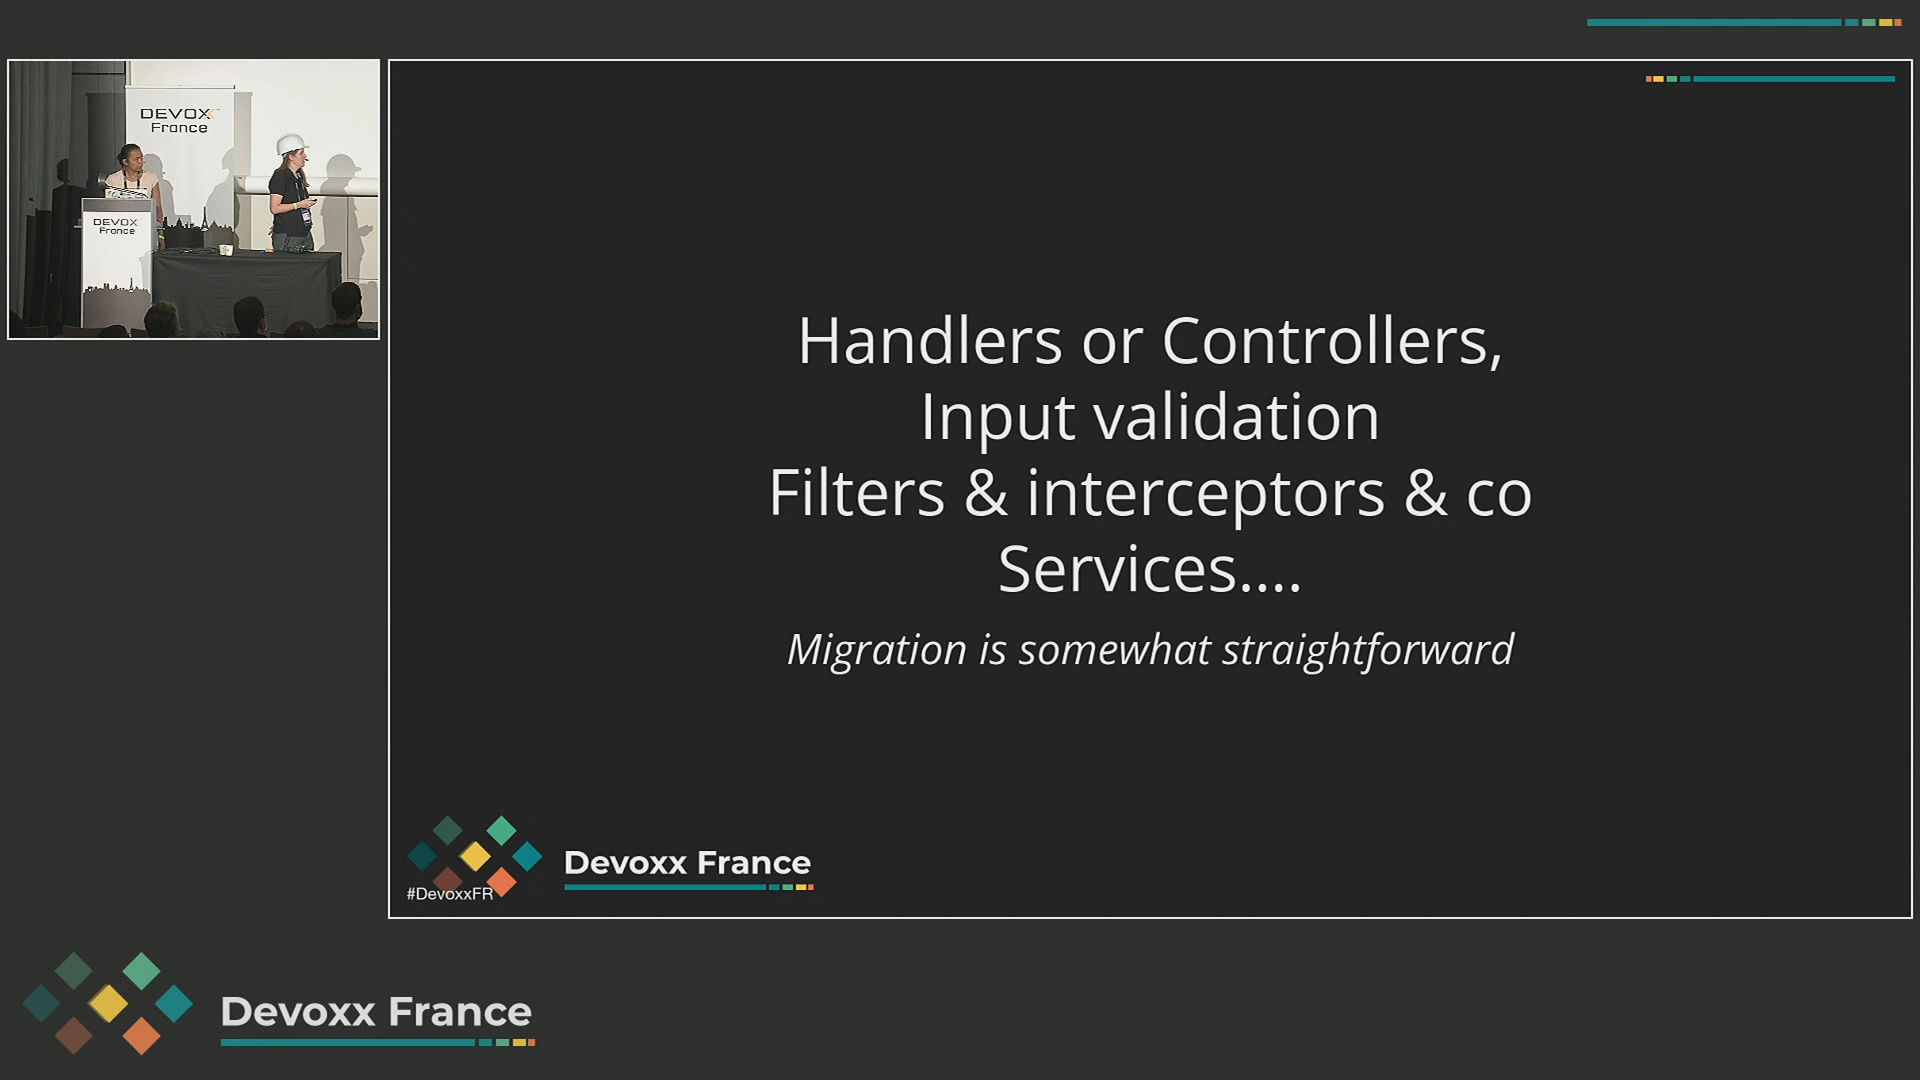 DEVOXX
France
DEVOXX
France
Handlers or Controllers,
Input validation
Filters & interceptors & co
Services....
Migration is somewhat straightforward
#DevoxxFR
Devoxx France
Devoxx France